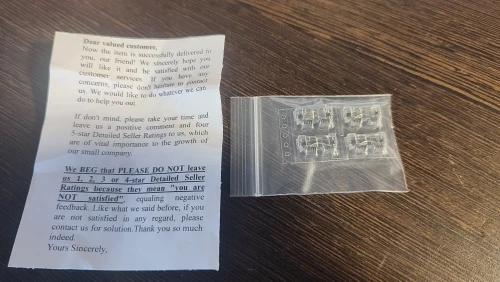 Dear valued customer,
Now the item is successfully delivered to
you, our friend! We sincerely hope you
will like it and be satisfied with our
customer services. If you have any
concerns, please don't hesitate to contact
us. We would like to do whatever we can
do to help you out.
If don't mind, please take your time and
leave us a positive comment and four
5-star Detailed Seller Ratings to us, which
are of vital importance to the growth of
our small company.
We BEG that PLEASE DO NOT leave
us 1, 2, 3 or 4-star Detailed Seller
Ratings because they mean "you are
NOT satisfied", equaling negative
feedback. Like what we said before, if you
are not satisfied in any regard, please
contact us for solution.Thank you so much
indeed.
Yours Sincerely,